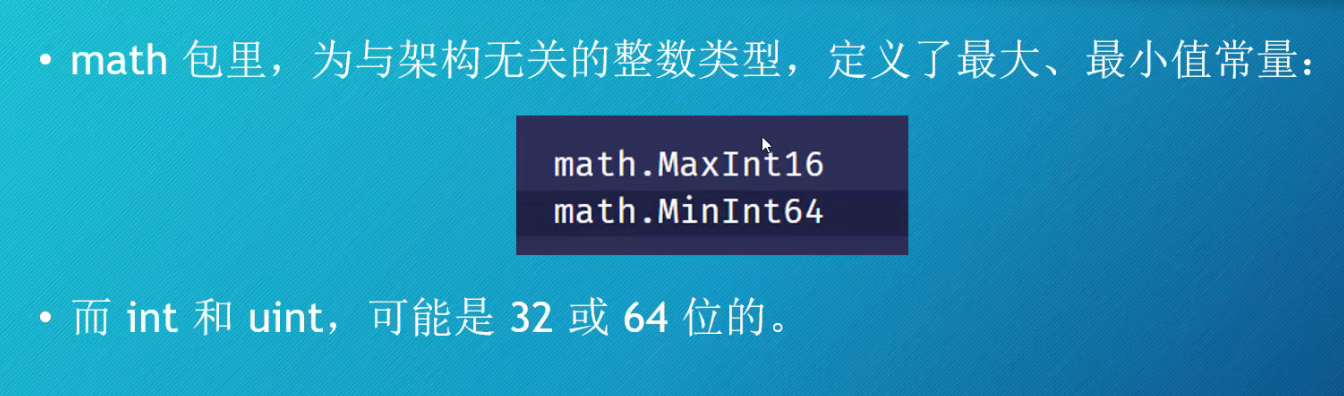 • math 包里，为与架构无关的整数类型，定义了最大、最小值常量：
math.MaxInt16
math.MinInt64
• 而 int 和 uint，可能是 32 或 64 位的。